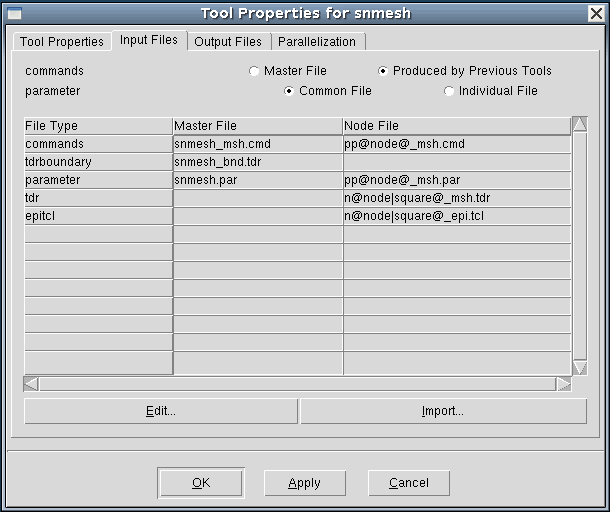 Tool Properties for snmesh
Tool Properties Input Files Output Files Parallelization
commands Master File Produced by Previous Tools
parameter Common File Individual File
File Type Master File Node File
commands snmesh_msh.cmd pp@node@_msh.cmd
tdrboundary snmesh_bnd.tdr
parameter snmesh.par pp@node@_msh.par
tdr n@node|square@_msh.tdr
epitcl n@node|square@_epi.tcl
Edit... Import...
OK Apply Cancel